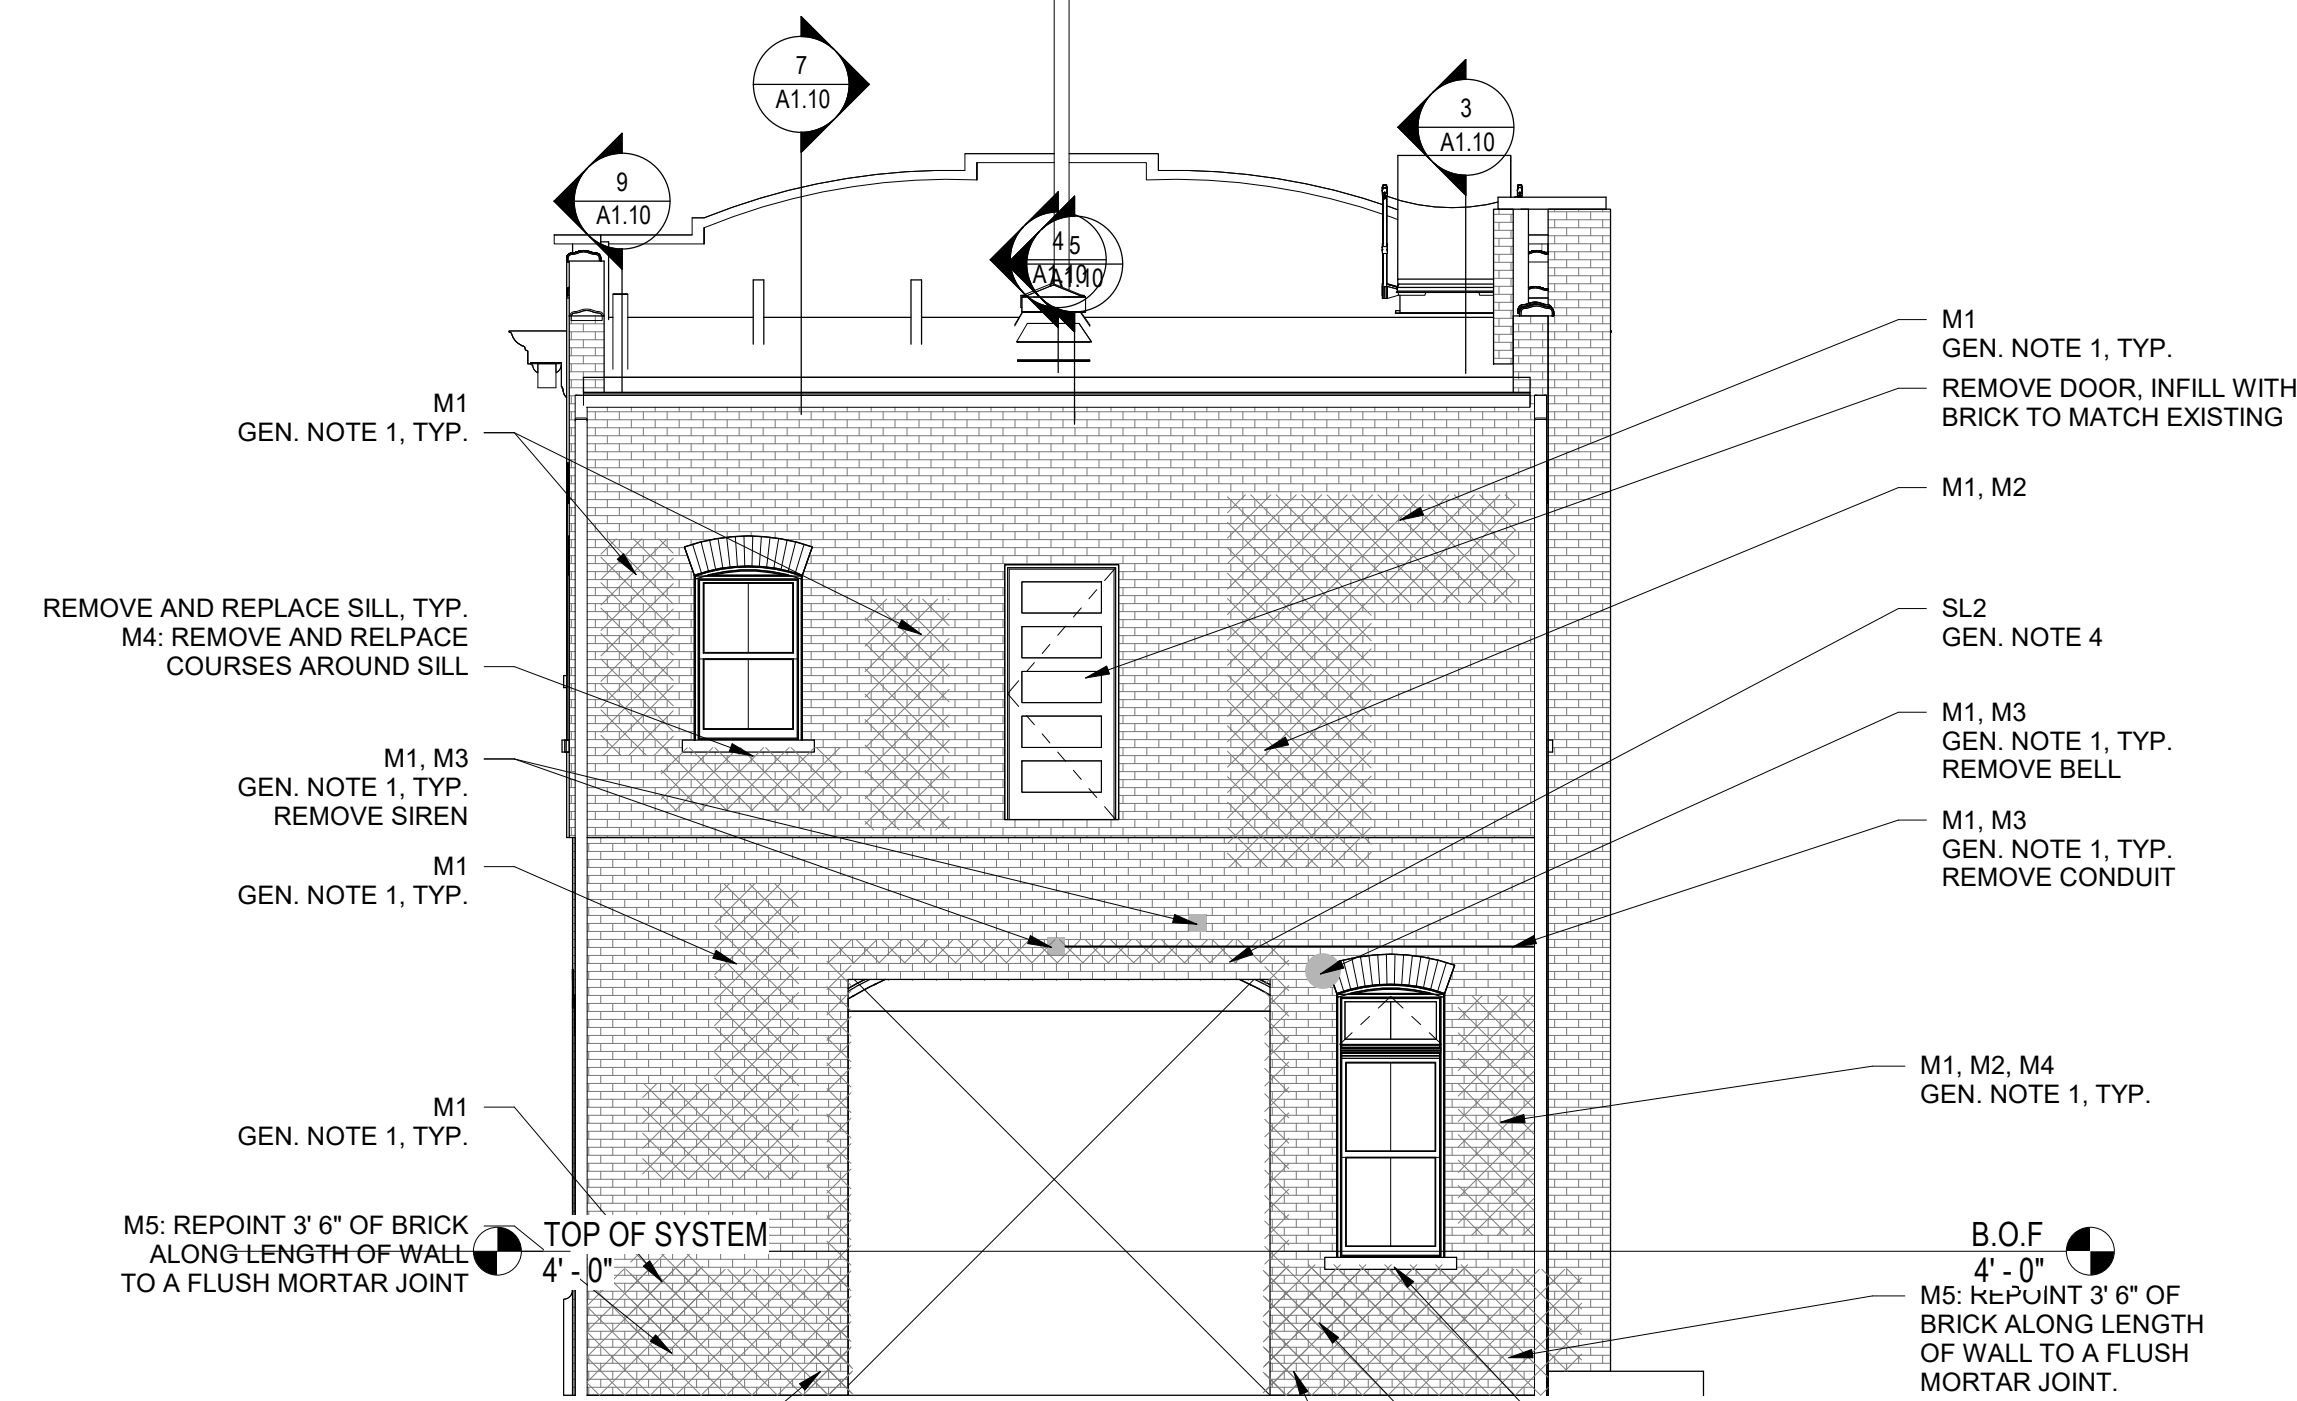 7
A1.10
3
A1.10
9
A1.10
4
A1.10
5
A1.10
M1
GEN. NOTE 1, TYP.
REMOVE AND REPLACE SILL, TYP.
M4: REMOVE AND RELPACE
COURSES AROUND SILL
M1, M3
GEN. NOTE 1, TYP.
REMOVE SIREN
M1
GEN. NOTE 1, TYP.
M1
GEN. NOTE 1, TYP.
M5: REPOINT 3' 6" OF BRICK
ALONG LENGTH OF WALL
TO A FLUSH MORTAR JOINT
TOP OF SYSTEM
4' - 0"
M1
GEN. NOTE 1, TYP.
REMOVE DOOR, INFILL WITH
BRICK TO MATCH EXISTING
M1, M2
SL2
GEN. NOTE 4
M1, M3
GEN. NOTE 1, TYP.
REMOVE BELL
M1, M3
GEN. NOTE 1, TYP.
REMOVE CONDUIT
M1, M2, M4
GEN. NOTE 1, TYP.
B.O.F
4' - 0"
M5: REPOINT 3' 6" OF
BRICK ALONG LENGTH
OF WALL TO A FLUSH
MORTAR JOINT.